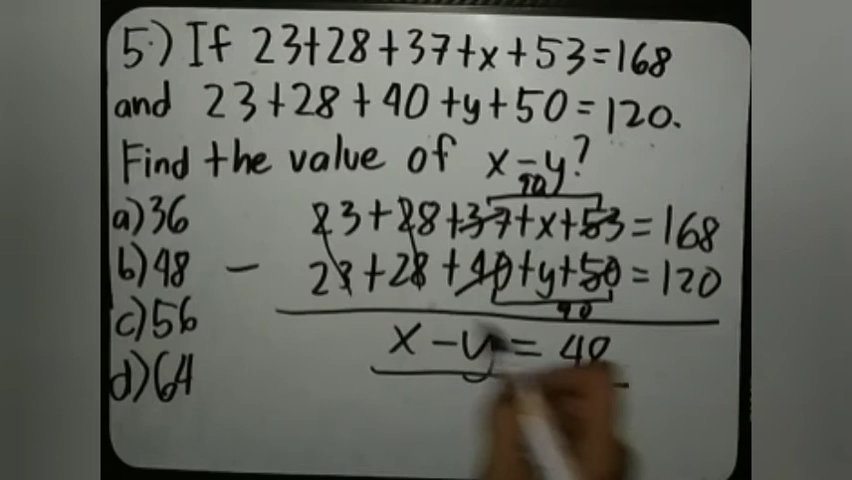 5.) If 23+28+37+x+53=168
and 23+28+40+y+50=120.
Find the value of x-y?
90
a)36 23+28+37+x+53=168
b)48 - 23+28+40+y+50=120
90
c)56
x-y=48
d)64